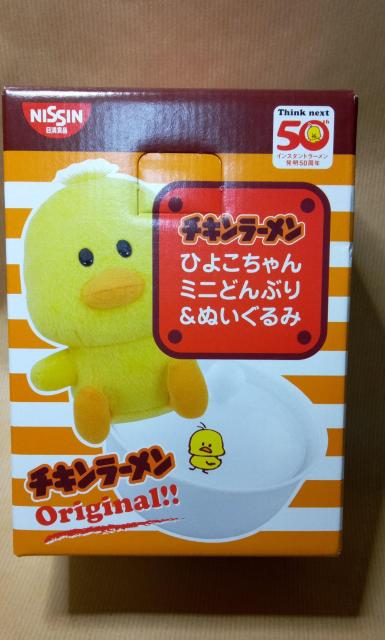 NISSIN
日清食品
Think next
50th
インスタントラーメン
発明50周年
チキンラーメン
ひよこちゃん
ミニどんぶり
&ぬいぐるみ
チキンラーメン
Original!!